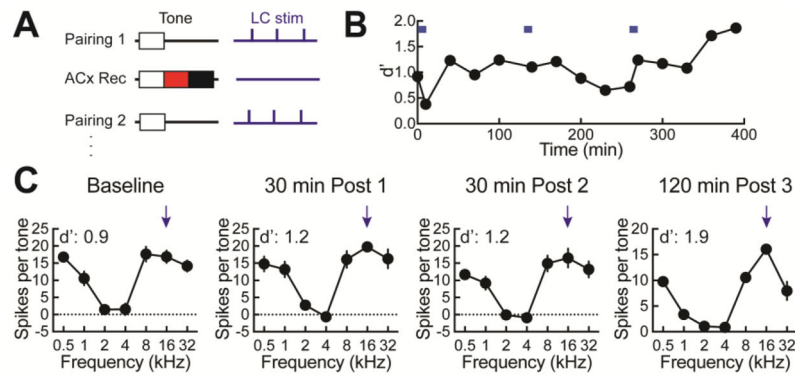 A
Tone
LC stim
Pairing 1
ACx Rec
Pairing 2
B
2.0
1.5
1.0
0.5
0.0
d'
0
100
200
300
400
Time (min)
C
Baseline
30 min Post 1
30 min Post 2
120 min Post 3
d': 0.9
d': 1.2
d': 1.2
d': 1.9
Spikes per tone
25
20
15
10
5
0
-5
0.5 1 2 4 8 16 32
Frequency (kHz)
Spikes per tone
25
20
15
10
5
0
-5
0.5 1 2 4 8 16 32
Frequency (kHz)
Spikes per tone
25
20
15
10
5
0
-5
0.5 1 2 4 8 16 32
Frequency (kHz)
Spikes per tone
20
15
10
5
0
0.5 1 2 4 8 16 32
Frequency (kHz)